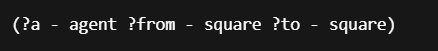 (?a - agent ?from - square ?to - square)